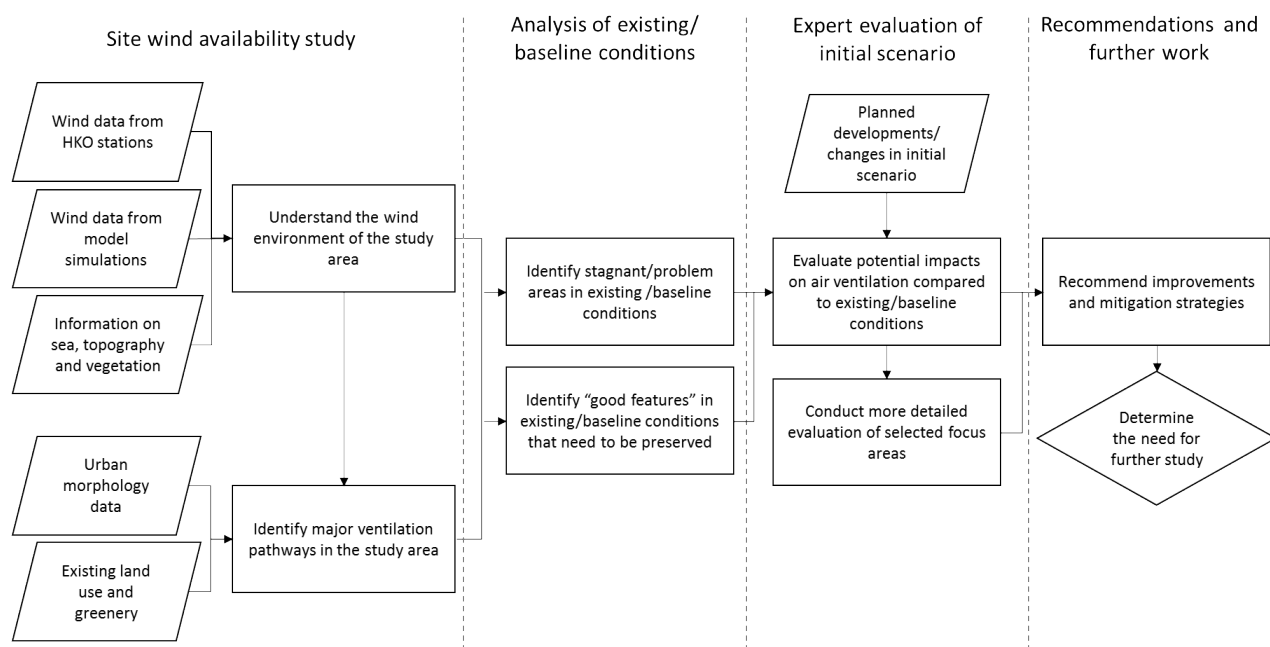 Site wind availability study
Analysis of existing/
baseline conditions
Expert evaluation of
initial scenario
Recommendations and
further work
Wind data from
HKO stations
Wind data from
model
simulations
Information on
sea, topography
and vegetation
Urban
morphology
data
Existing land
use and
greenery
Understand the wind
environment of the study
area
Identify major ventilation
pathways in the study area
Identify stagnant/problem
areas in existing /baseline
conditions
Identify “good features” in
existing/baseline conditions
that need to be preserved
Planned
developments/
changes in initial
scenario
Evaluate potential impacts
on air ventilation compared
to existing/baseline
conditions
Conduct more detailed
evaluation of selected focus
areas
Recommend improvements
and mitigation strategies
Determine
the need for
further study